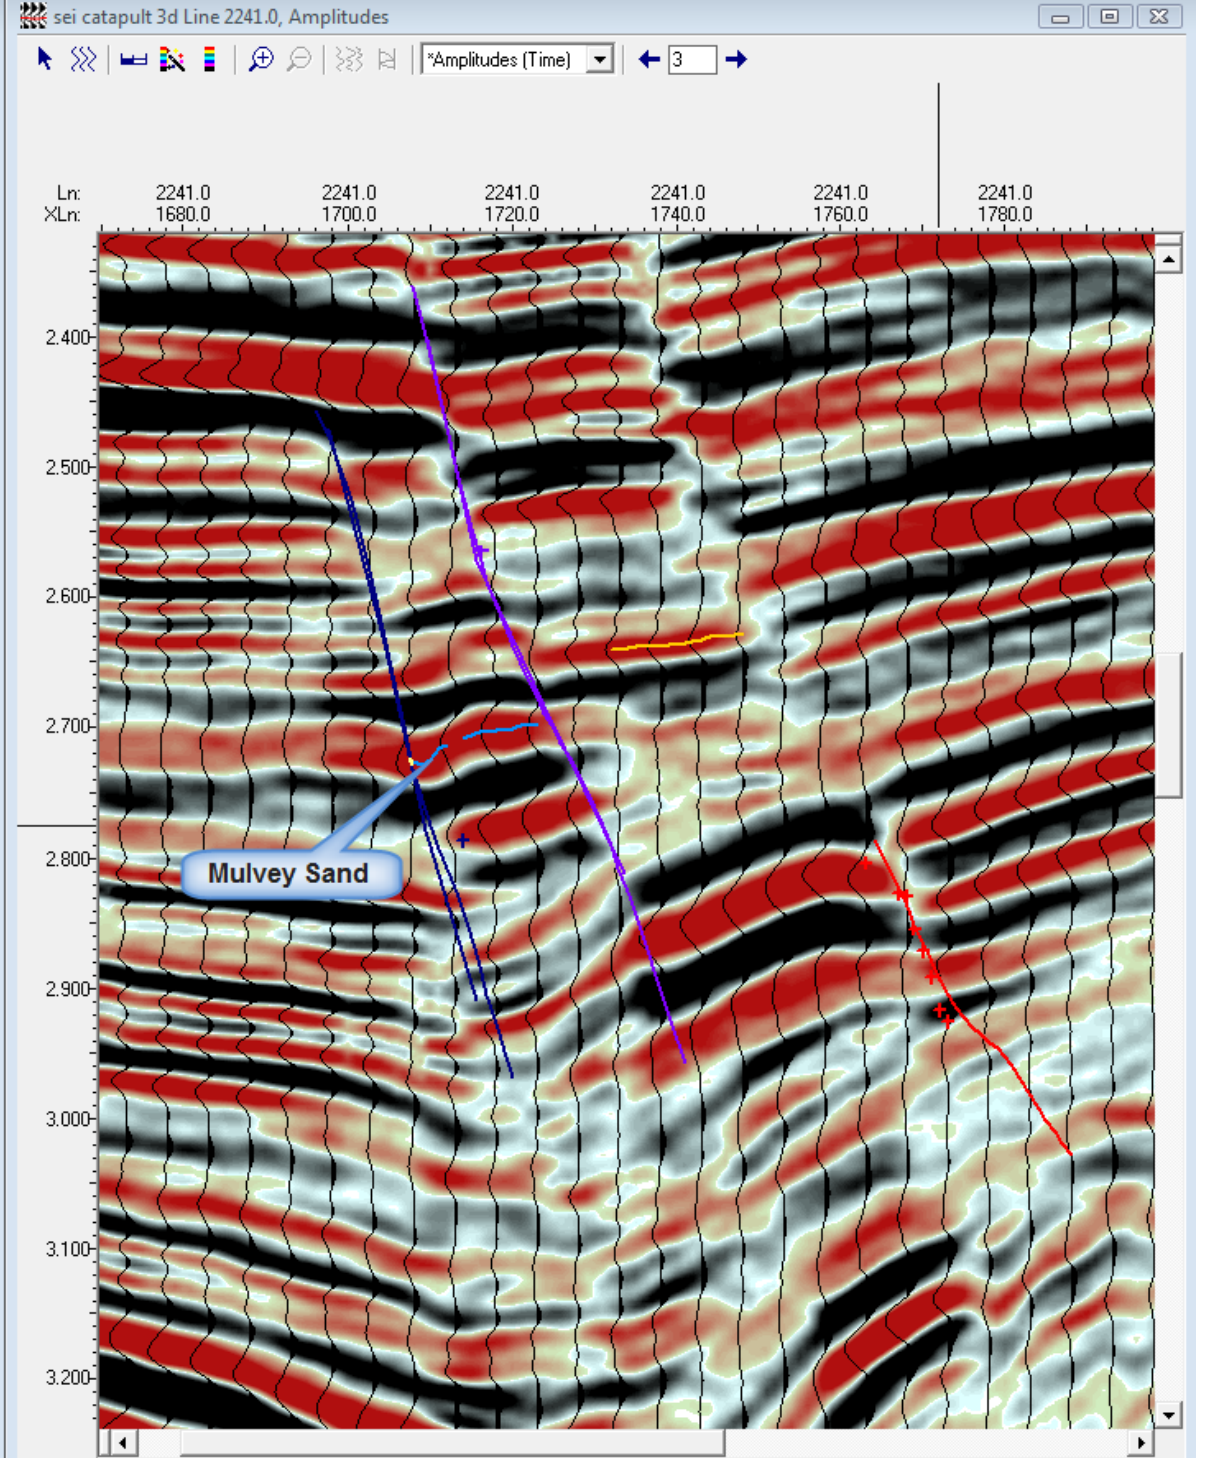 sei catapult 3d Line 2241.0, Amplitudes
*Amplitudes (Time) 3
Ln: 2241.0 2241.0 2241.0 2241.0 2241.0 2241.0
XLn: 1680.0 1700.0 1720.0 1740.0 1760.0 1780.0
2.400
2.500
2.600
2.700
2.800
Mulvey Sand
2.900
3.000
3.100
3.200